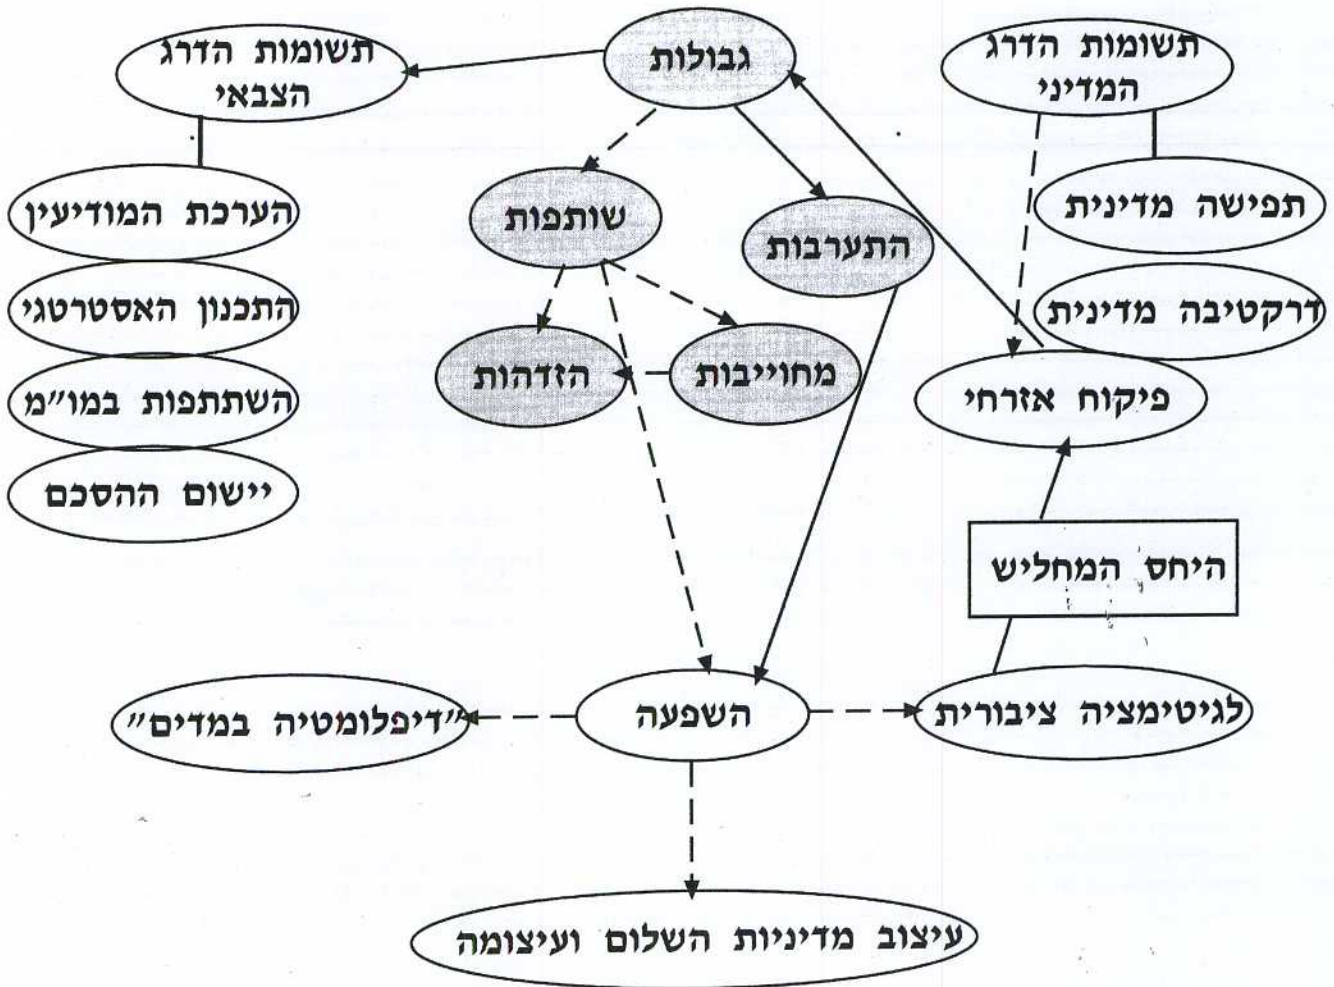 תשומות הדרג
המדיני
גבולות
תשומות הדרג
הצבאי
תפישה מדינית
שותפות
הערכת המודיעין
התערבות
דרקטיבה מדינית
התכנון האסטרטגי
מחוייבות
הזדהות
פיקוח אזרחי
השתתפות במו"מ
יישום ההסכם
היחס המחליש
לגיטימציה ציבורית
השפעה
"דיפלומטיה במדים"
עיצוב מדיניות השלום ועיצומה